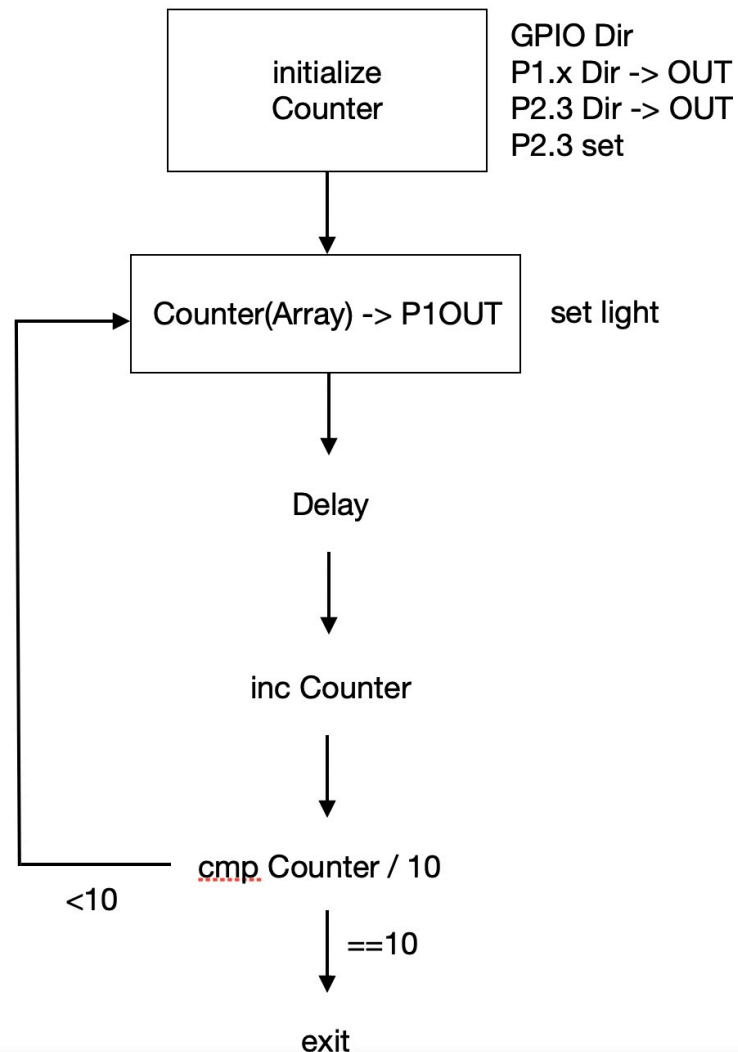 initialize
Counter
GPIO Dir
P1.x Dir -> OUT
P2.3 Dir -> OUT
P2.3 set
Counter(Array) -> P1OUT
set light
Delay
inc Counter
cmp Counter / 10
<10
==10
exit